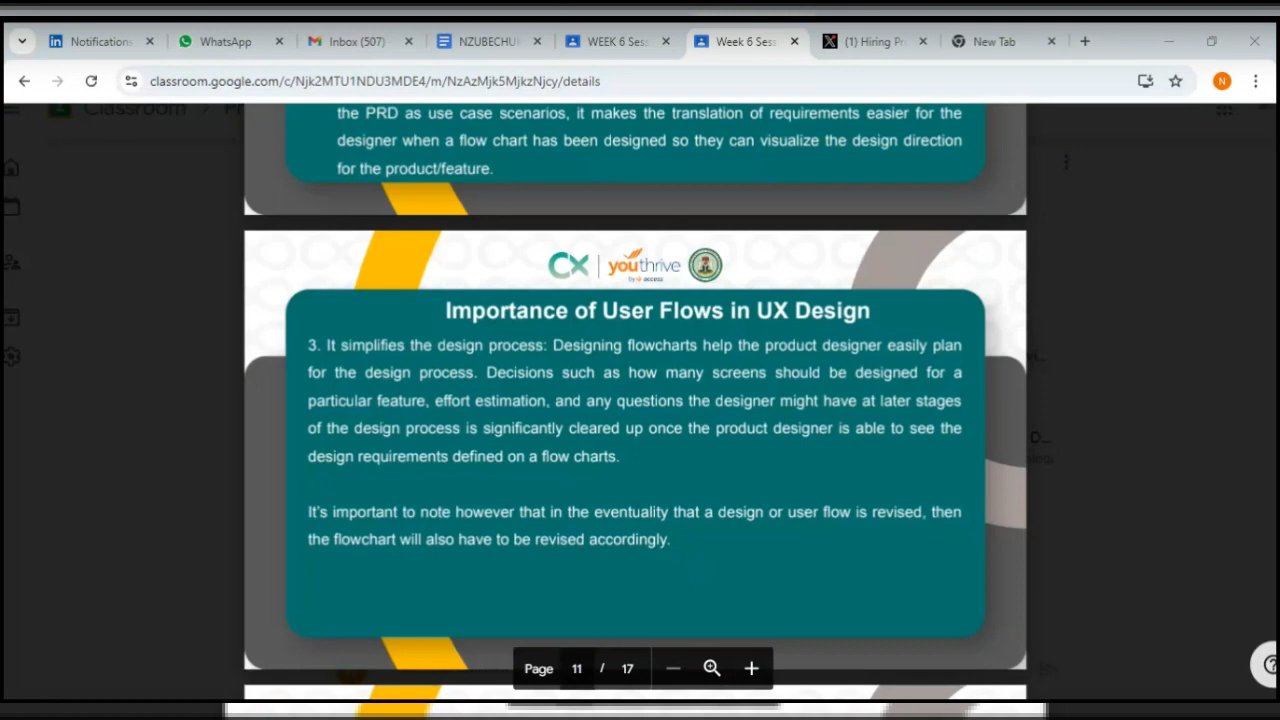 Notifications
WhatsApp
Inbox (507)
NZUBECHUK
WEEK 6 Sess
Week 6 Sess
(1) Hiring Pr
New Tab
classroom.google.com/c/Njk2MTU1NDU3MDE4/m/NzAzMjk5MjkzNjcy/details
N
Classroom
the PRD as use case scenarios, it makes the translation of requirements easier for the
designer when a flow chart has been designed so they can visualize the design direction
for the product/feature.
CX | youthrive
by access
Importance of User Flows in UX Design
3. It simplifies the design process: Designing flowcharts help the product designer easily plan
for the design process. Decisions such as how many screens should be designed for a
particular feature, effort estimation, and any questions the designer might have at later stages
of the design process is significantly cleared up once the product designer is able to see the
design requirements defined on a flow charts.
It's important to note however that in the eventuality that a design or user flow is revised, then
the flowchart will also have to be revised accordingly.
Page 11 / 17